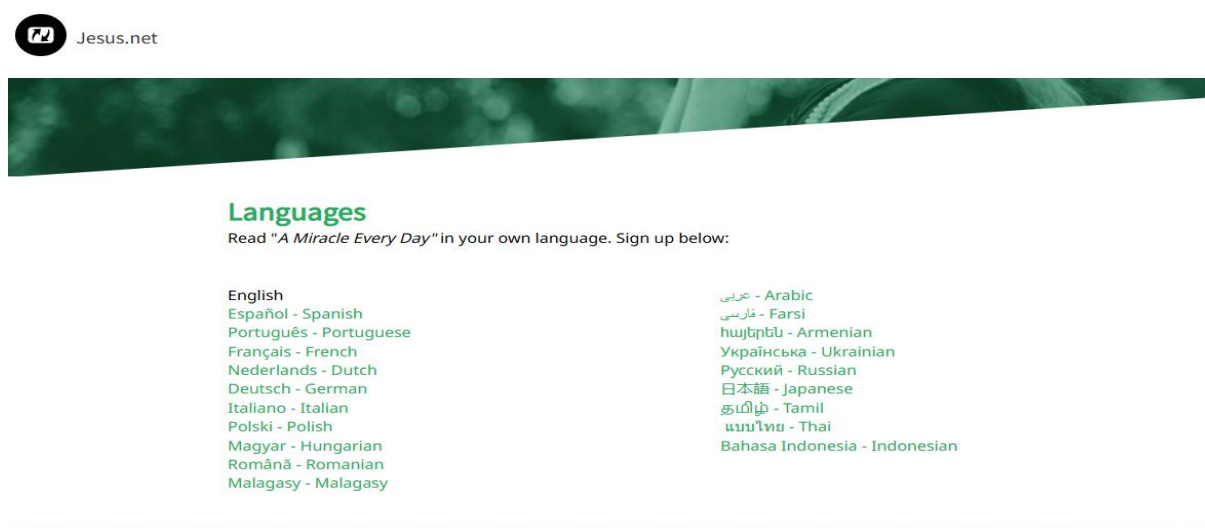 Jesus.net
Languages
Read "A Miracle Every Day" in your own language. Sign up below:
English
Español - Spanish
Português - Portuguese
Français - French
Nederlands - Dutch
Deutsch - German
Italiano - Italian
Polski - Polish
Magyar - Hungarian
Română - Romanian
Malagasy - Malagasy
عربى - Arabic
فارسی - Farsi
հայերեն - Armenian
Українська - Ukrainian
Русский - Russian
日本語 - Japanese
தமிழ் - Tamil
แบบไทย - Thai
Bahasa Indonesia - Indonesian